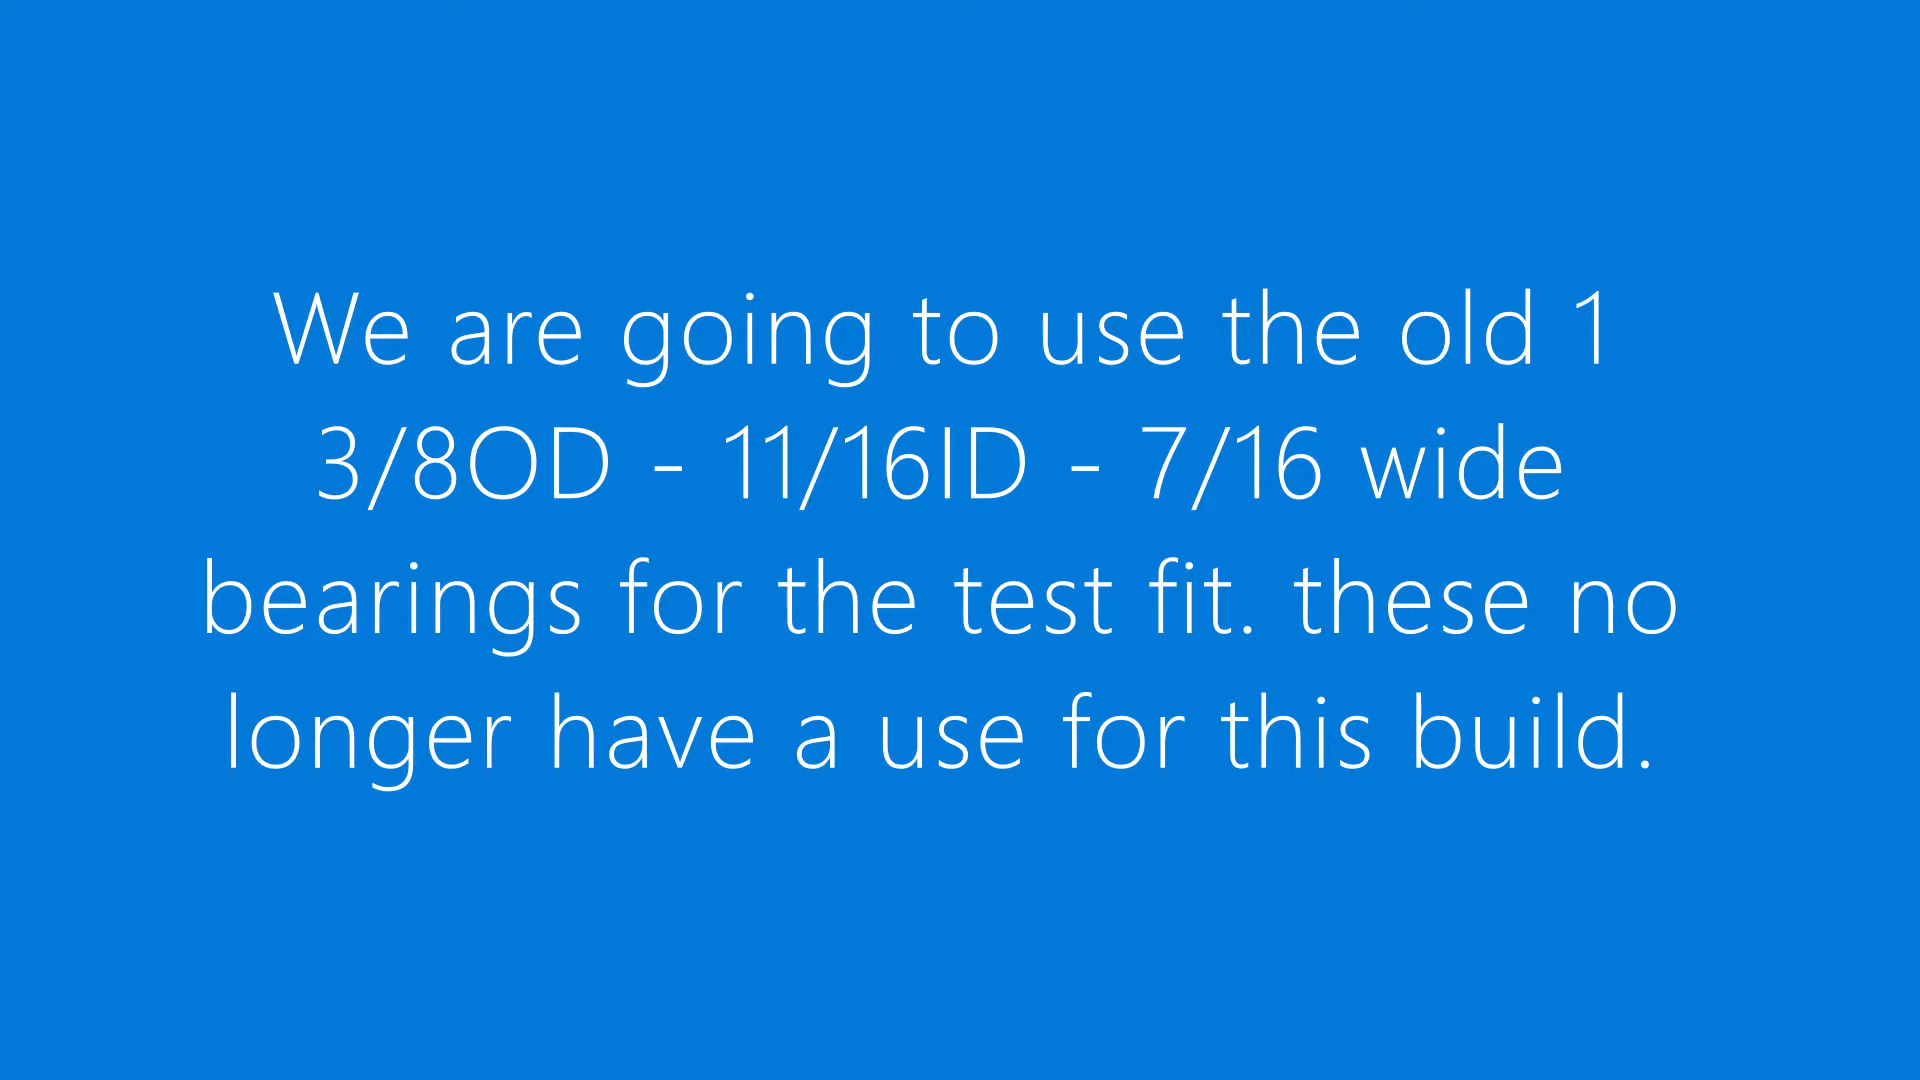 We are going to use the old 1
3/8OD - 11/16ID - 7/16 wide
bearings for the test fit. these no
longer have a use for this build.